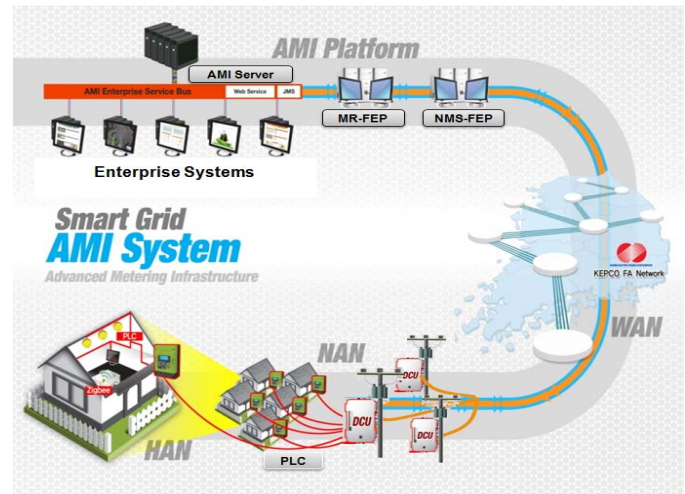 AMI Platform
AMI Server
AMI Enterprise Service Bus
Web Service
JMS
MR-FEP
NMS-FEP
Enterprise Systems
Smart Grid
AMI System
Advanced Metering Infrastructure
KEPCO FA Network
WAN
NAN
PLC
Zigbee
DCU
DCU
DCU
HAN
PLC